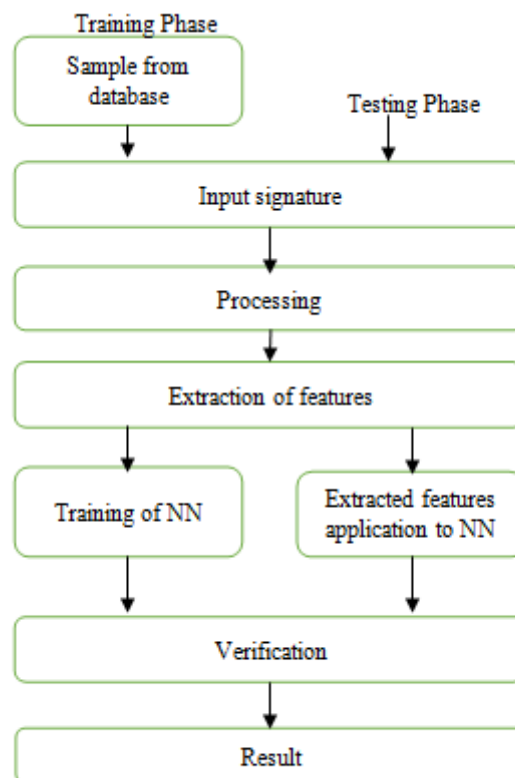 Training Phase
Sample from
database
Testing Phase
Input signature
Processing
Extraction of features
Training of NN
Extracted features
application to NN
Verification
Result